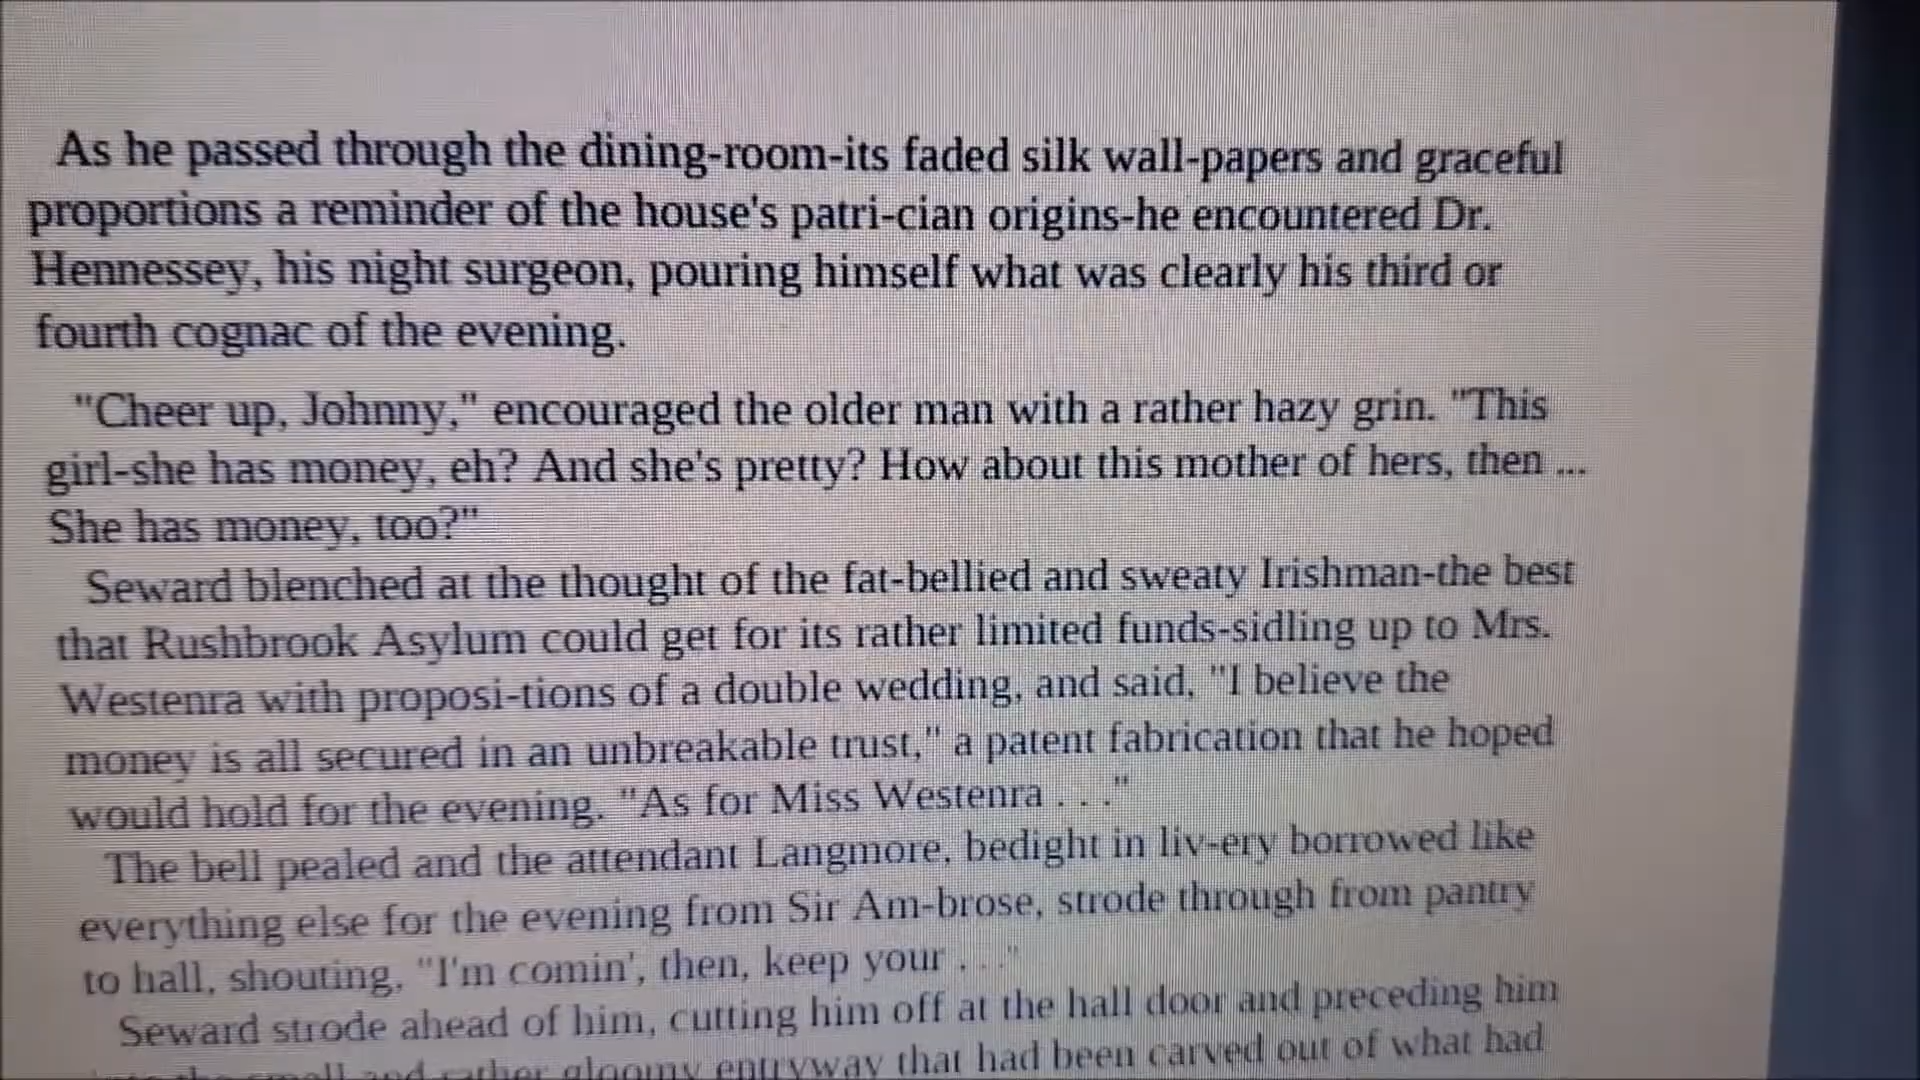 As he passed through the dining-room-its faded silk wall-papers and graceful
proportions a reminder of the house's patri-cian origins-he encountered Dr.
Hennessey, his night surgeon, pouring himself what was clearly his third or
fourth cognac of the evening.
"Cheer up, Johnny," encouraged the older man with a rather hazy grin. "This
girl-she has money, eh? And she's pretty? How about this mother of hers, then ...
She has money, too?"
Seward blenched at the thought of the fat-bellied and sweaty Irishman-the best
that Rushbrook Asylum could get for its rather limited funds-sidling up to Mrs.
Westenra with proposi-tions of a double wedding, and said, "I believe the
money is all secured in an unbreakable trust," a patent fabrication that he hoped
would hold for the evening. "As for Miss Westenra . . ."
The bell pealed and the attendant Langmore, bedight in liv-ery borrowed like
everything else for the evening from Sir Am-brose, strode through from pantry
to hall, shouting, "I'm comin', then, keep your . . ."
Seward strode ahead of him, cutting him off at the hall door and preceding him
the small and rather gloomy entryway that had been carved out of what had